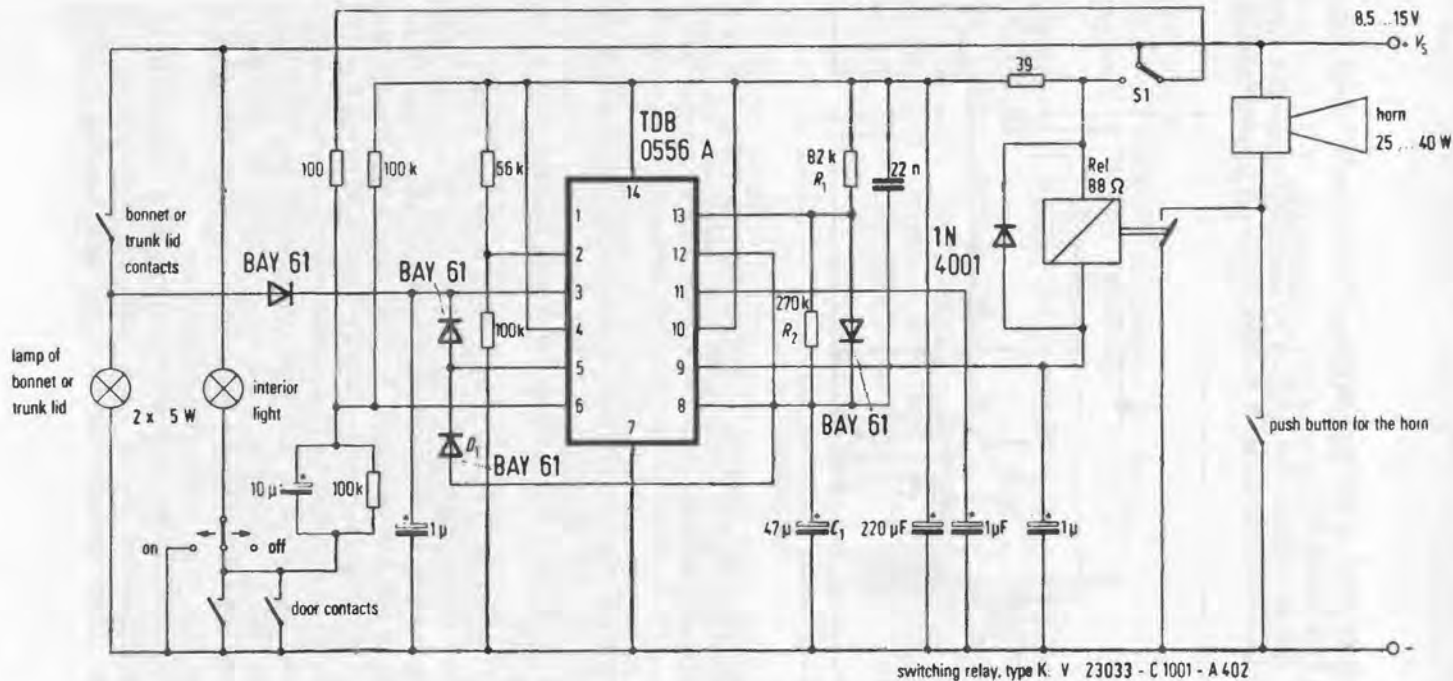 8,5 ... 15 V
+ V_S
39
S1
horn
25 ... 40 W
TDB
0556 A
100
100 k
56 k
82 k
R₁
22 n
Rel
88 Ω
14
1
2
3
4
5
6
7
13
12
11
10
9
8
bonnet or
trunk lid
contacts
BAY 61
BAY 61
1N
4001
100k
270 k
R₂
lamp of
bonnet or
trunk lid
interior
light
2 x 5 W
D₁
BAY 61
BAY 61
push button for the horn
10 µ
+
100k
+
1 µ
47 µ
+
C₁
220 µF
+
+
1µF
+
1 µ
on
off
door contacts
-
switching relay, type K: V 23033 - C 1001 - A 402